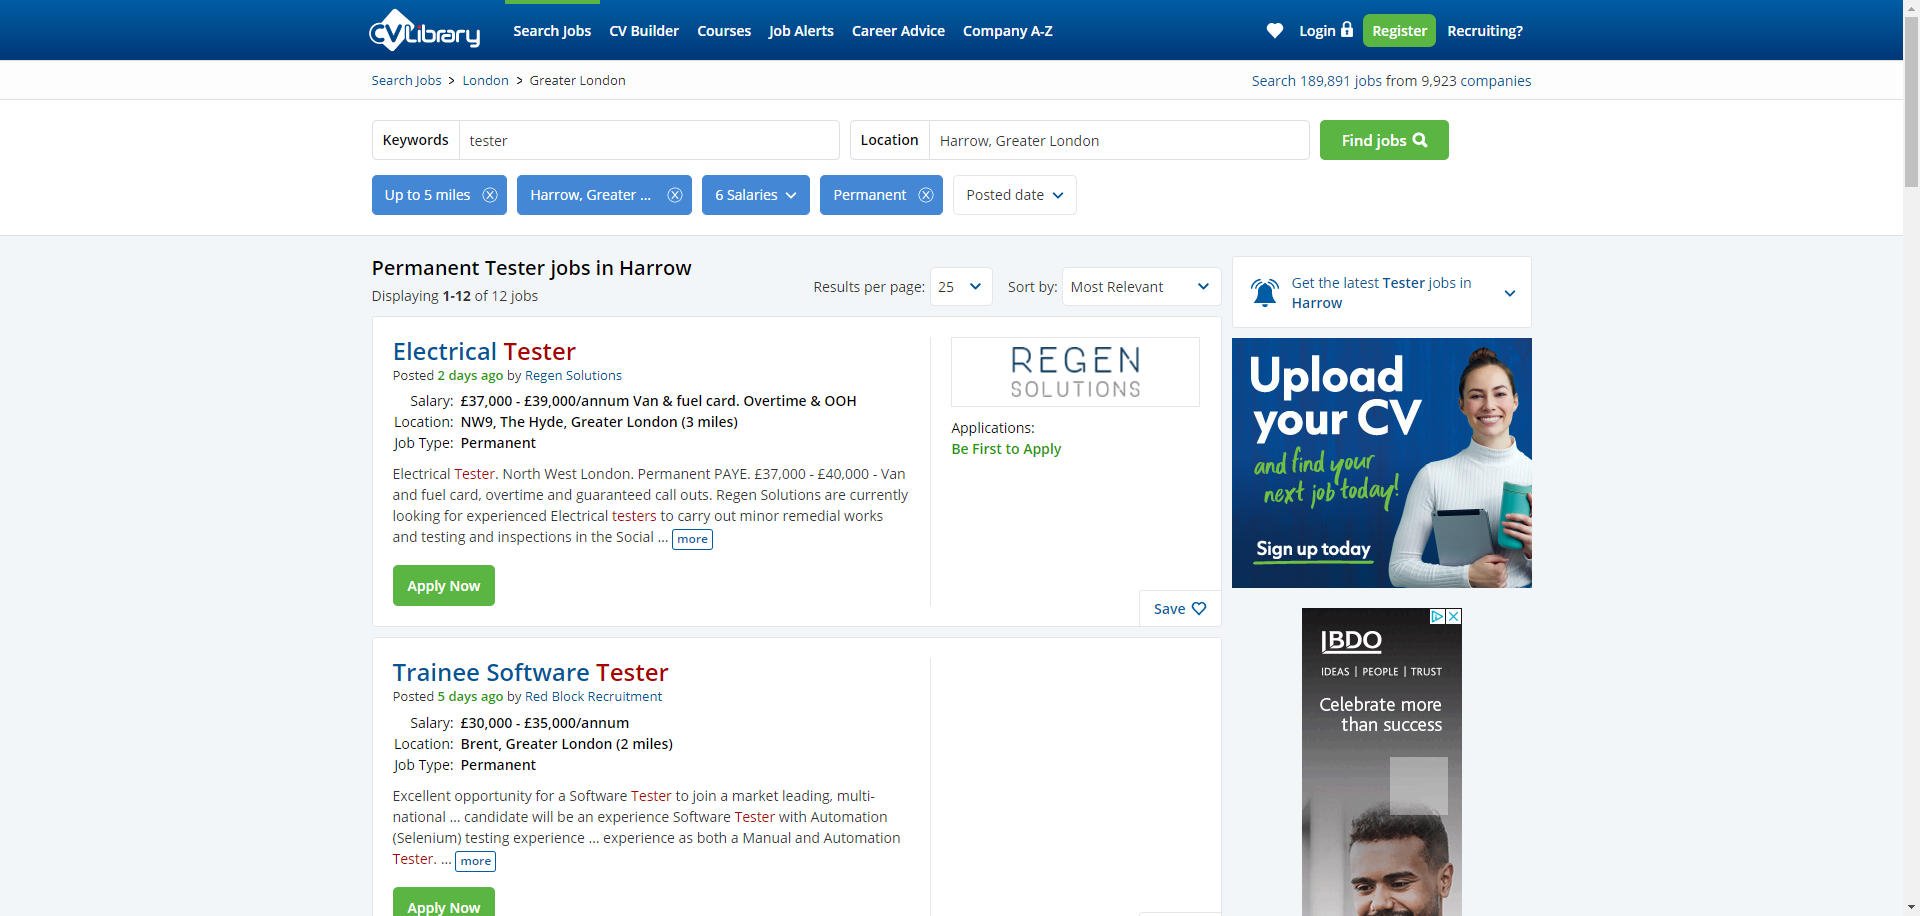 CV-Library
Search Jobs
CV Builder
Courses
Job Alerts
Career Advice
Company A-Z
Login
Register
Recruiting?
Search Jobs > London > Greater London
Search 189,891 jobs from 9,923 companies
Keywords
tester
Location
Harrow, Greater London
Find jobs
Up to 5 miles
Harrow, Greater ...
6 Salaries
Permanent
Posted date
Permanent Tester jobs in Harrow
Displaying 1-12 of 12 jobs
Results per page: 25
Sort by: Most Relevant
Get the latest Tester jobs in
Harrow
Electrical Tester
Posted 2 days ago by Regen Solutions
Salary: £37,000 - £39,000/annum Van & fuel card. Overtime & OOH
Location: NW9, The Hyde, Greater London (3 miles)
Job Type: Permanent
Electrical Tester. North West London. Permanent PAYE. £37,000 - £40,000 - Van
and fuel card, overtime and guaranteed call outs. Regen Solutions are currently
looking for experienced Electrical testers to carry out minor remedial works
and testing and inspections in the Social ... more
Apply Now
REGEN
SOLUTIONS
Applications:
Be First to Apply
Save
Upload
your CV
and find your
next job today!
Sign up today
Trainee Software Tester
Posted 5 days ago by Red Block Recruitment
Salary: £30,000 - £35,000/annum
Location: Brent, Greater London (2 miles)
Job Type: Permanent
Excellent opportunity for a Software Tester to join a market leading, multi-
national ... candidate will be an experience Software Tester with Automation
(Selenium) testing experience ... experience as both a Manual and Automation
Tester. ... more
Apply Now
BDO
IDEAS | PEOPLE | TRUST
Celebrate more
than success